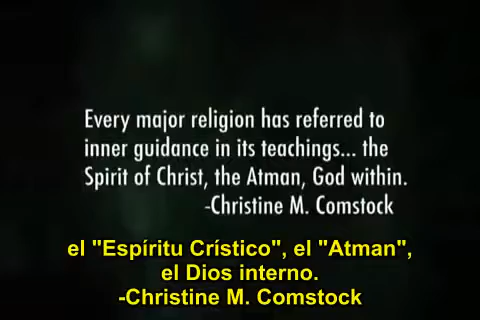 Every major religion has referred to
inner guidance in its teachings... the
Spirit of Christ, the Atman, God within.
-Christine M. Comstock
el "Espíritu Crístico", el "Atman",
el Dios interno.
-Christine M. Comstock